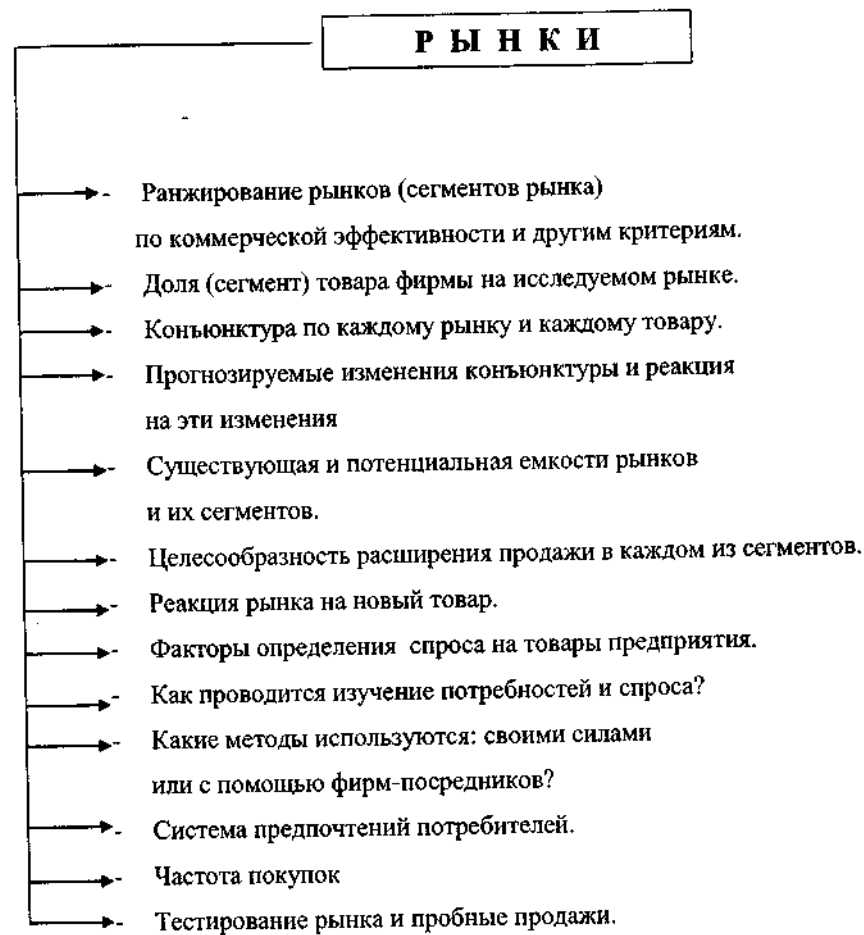 Р Ы Н К И
- Ранжирование рынков (сегментов рынка)
по коммерческой эффективности и другим критериям.
- Доля (сегмент) товара фирмы на исследуемом рынке.
- Конъюнктура по каждому рынку и каждому товару.
- Прогнозируемые изменения конъюнктуры и реакция
на эти изменения
- Существующая и потенциальная емкости рынков
и их сегментов.
- Целесообразность расширения продажи в каждом из сегментов.
- Реакция рынка на новый товар.
- Факторы определения спроса на товары предприятия.
- Как проводится изучение потребностей и спроса?
- Какие методы используются: своими силами
или с помощью фирм-посредников?
- Система предпочтений потребителей.
- Частота покупок
- Тестирование рынка и пробные продажи.